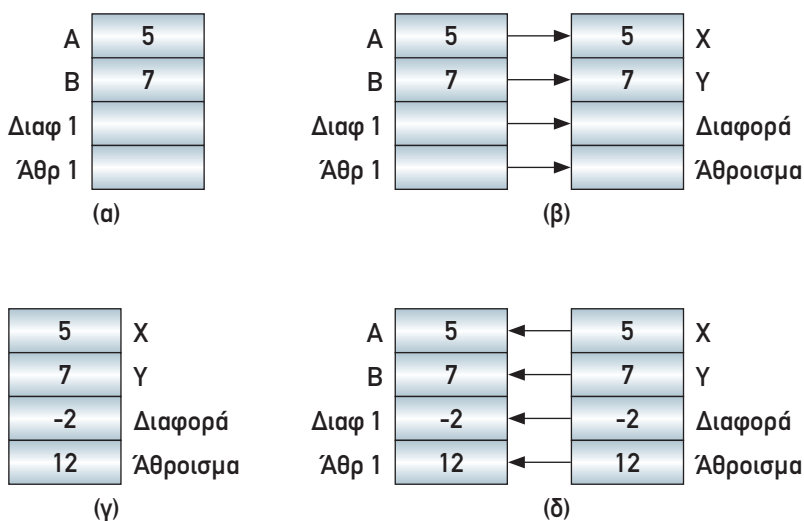 A 5
B 7
Διαφ 1
Άθρ 1
(α)
A 5 5 X
B 7 7 Y
Διαφ 1 Διαφορά
Άθρ 1 Άθροισμα
(β)
5 X
7 Y
-2 Διαφορά
12 Άθροισμα
(γ)
A 5 5 X
B 7 7 Y
Διαφ 1 -2 -2 Διαφορά
Άθρ 1 12 12 Άθροισμα
(δ)